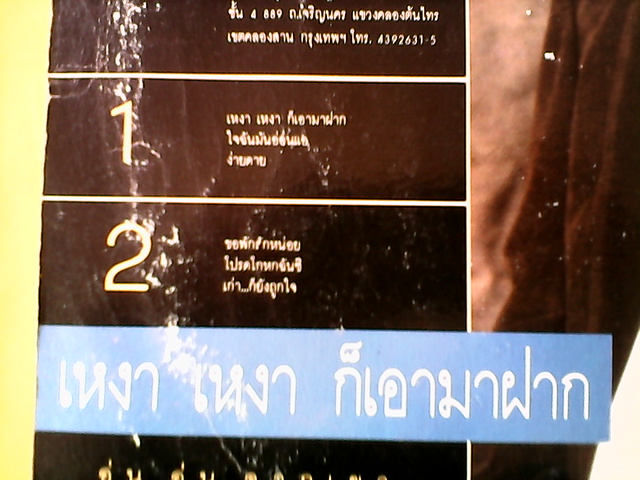 ชั้น 4 889 ถ.เจริญนคร แขวงคลองต้นไทร
เขตคลองสาน กรุงเทพฯ โทร. 4392631-5
1
เหงา เหงา ก็เอามาฝาก
ใจฉันมันอ่อนแอ
ง่ายดาย
2
ขอพักรักหน่อย
โปรดโกหกฉันซิ
เก่า...ก็ยังถูกใจ
เหงา เหงา ก็เอามาฝาก